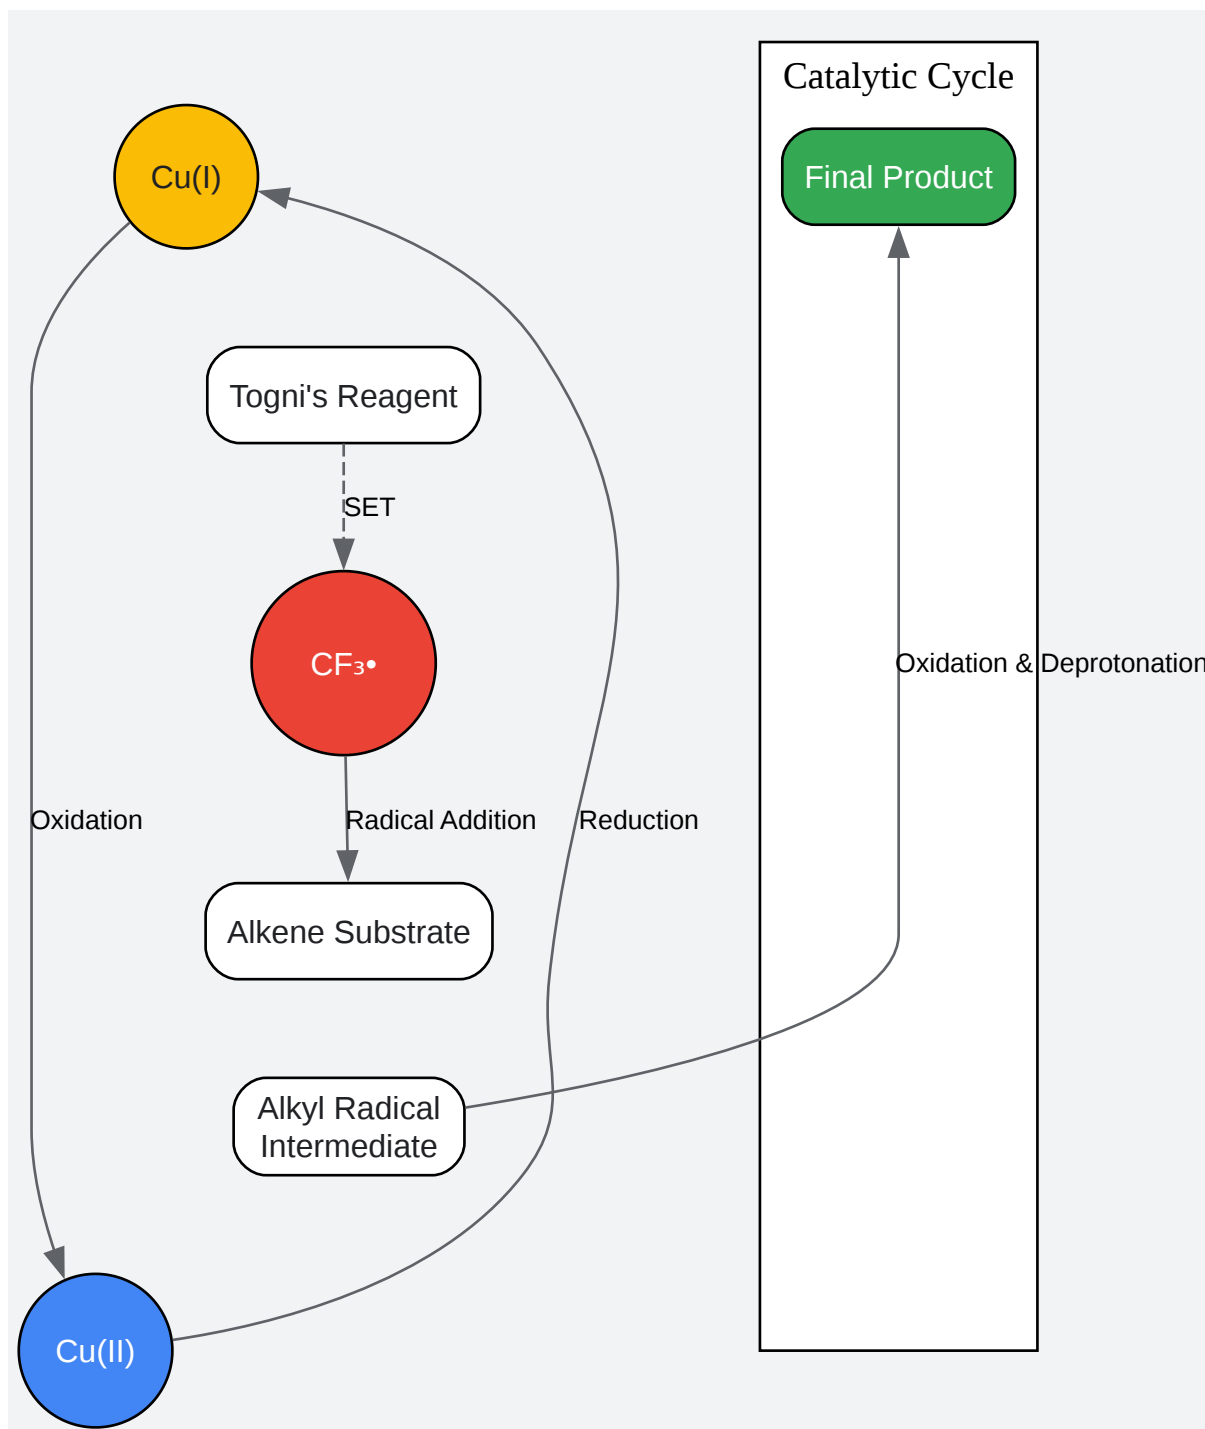 Catalytic Cycle
Cu(I)
Final Product
Togni's Reagent
SET
CF₃•
Oxidation & Deprotonation
Oxidation
Radical Addition
Reduction
Alkene Substrate
Alkyl Radical
Intermediate
Cu(II)